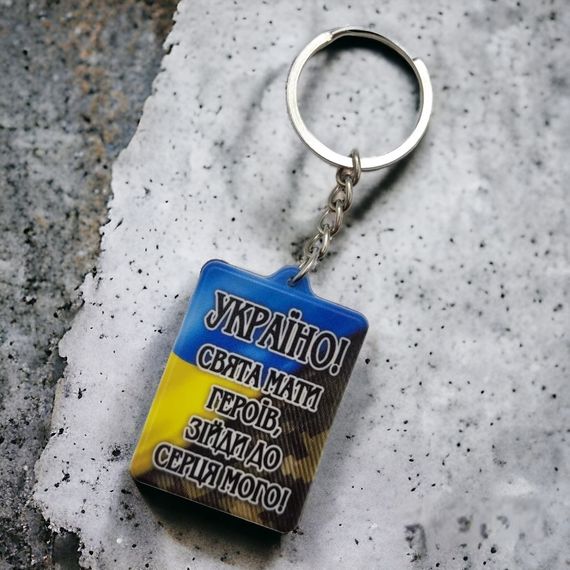 УКРАЇНО!
СВЯТА МАТИ
ГЕРОЇВ,
ЗІЙДИ ДО
СЕРЦЯ МОГО!